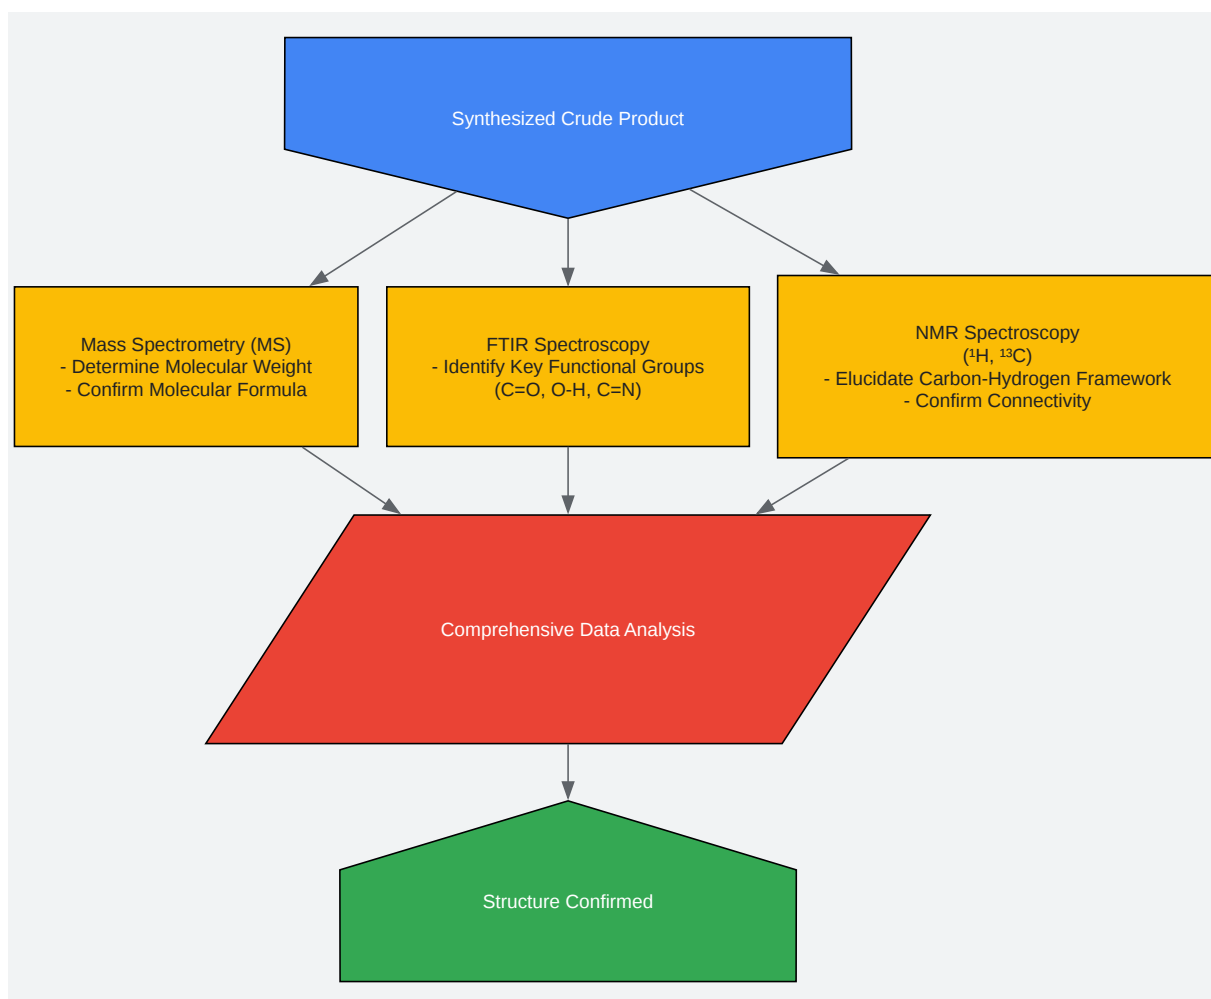 Synthesized Crude Product
Mass Spectrometry (MS)
- Determine Molecular Weight
- Confirm Molecular Formula
FTIR Spectroscopy
- Identify Key Functional Groups
(C=O, O-H, C=N)
NMR Spectroscopy
(¹H, ¹³C)
- Elucidate Carbon-Hydrogen Framework
- Confirm Connectivity
Comprehensive Data Analysis
Structure Confirmed